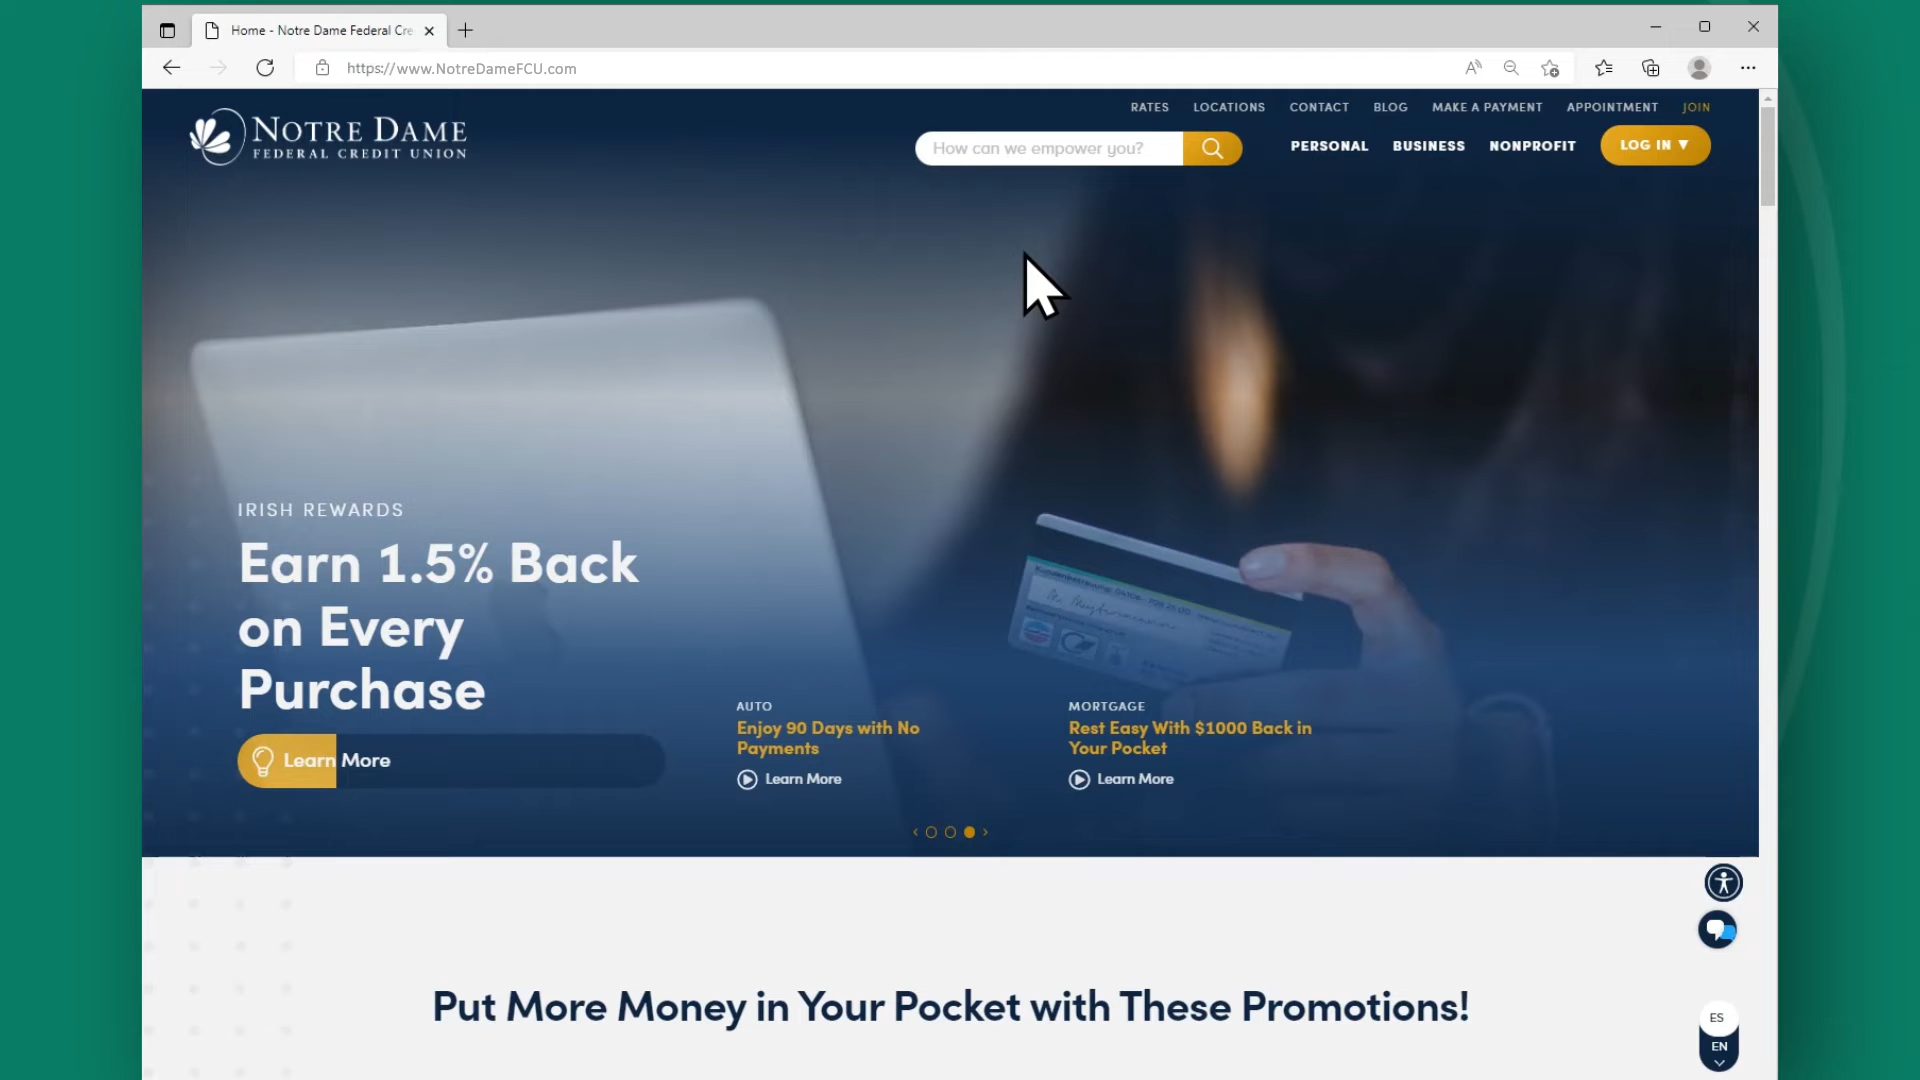 Home - Notre Dame Federal Cre
https://www.NotreDameFCU.com
RATES LOCATIONS CONTACT BLOG MAKE A PAYMENT APPOINTMENT JOIN
NOTRE DAME
FEDERAL CREDIT UNION
How can we empower you?
PERSONAL BUSINESS NONPROFIT LOG IN ▼
IRISH REWARDS
Earn 1.5% Back
on Every
Purchase
Learn More
AUTO
Enjoy 90 Days with No
Payments
Learn More
MORTGAGE
Rest Easy With $1000 Back in
Your Pocket
Learn More
Put More Money in Your Pocket with These Promotions!
ES
EN